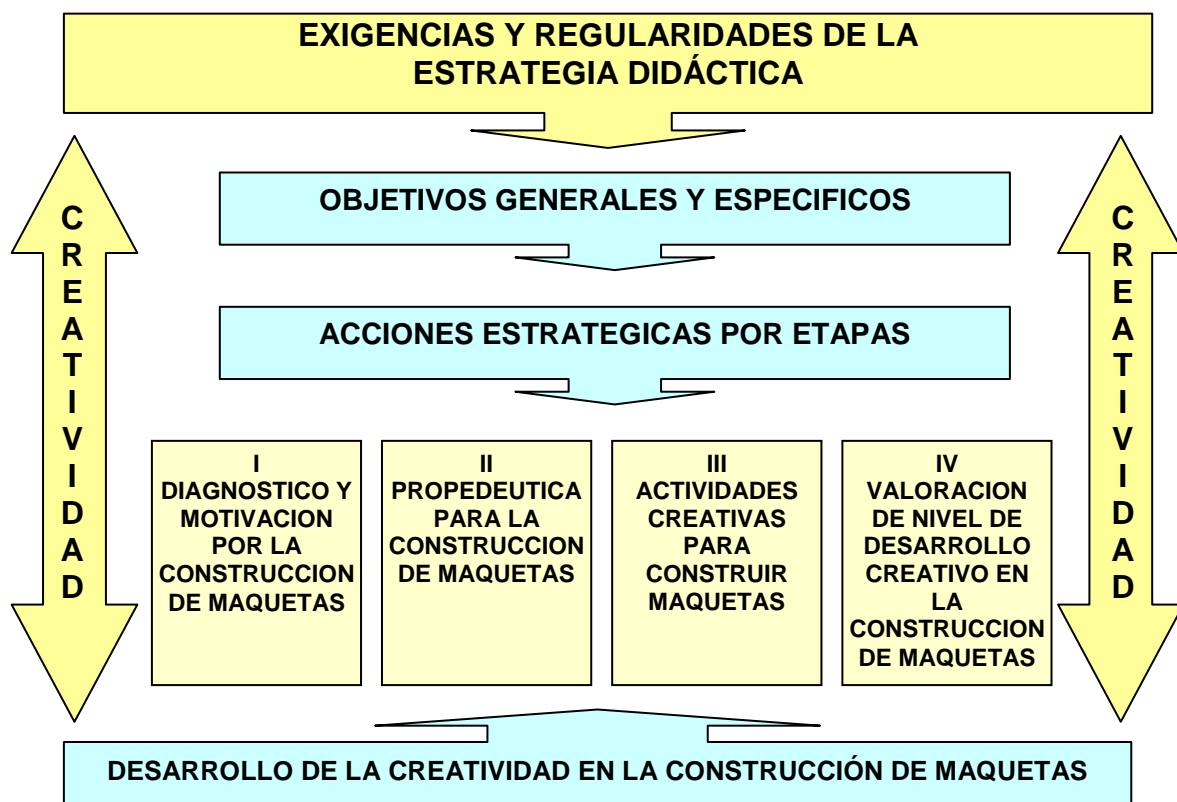 EXIGENCIAS Y REGULARIDADES DE LA
ESTRATEGIA DIDÁCTICA
CREATIVIDAD
OBJETIVOS GENERALES Y ESPECIFICOS
ACCIONES ESTRATEGICAS POR ETAPAS
I
DIAGNOSTICO Y
MOTIVACION
POR LA
CONSTRUCCION
DE MAQUETAS
II
PROPEDEUTICA
PARA LA
CONSTRUCCION
DE MAQUETAS
III
ACTIVIDADES
CREATIVAS
PARA
CONSTRUIR
MAQUETAS
IV
VALORACION
DE NIVEL DE
DESARROLLO
CREATIVO EN
LA
CONSTRUCCION
DE MAQUETAS
CREATIVIDAD
DESARROLLO DE LA CREATIVIDAD EN LA CONSTRUCCIÓN DE MAQUETAS